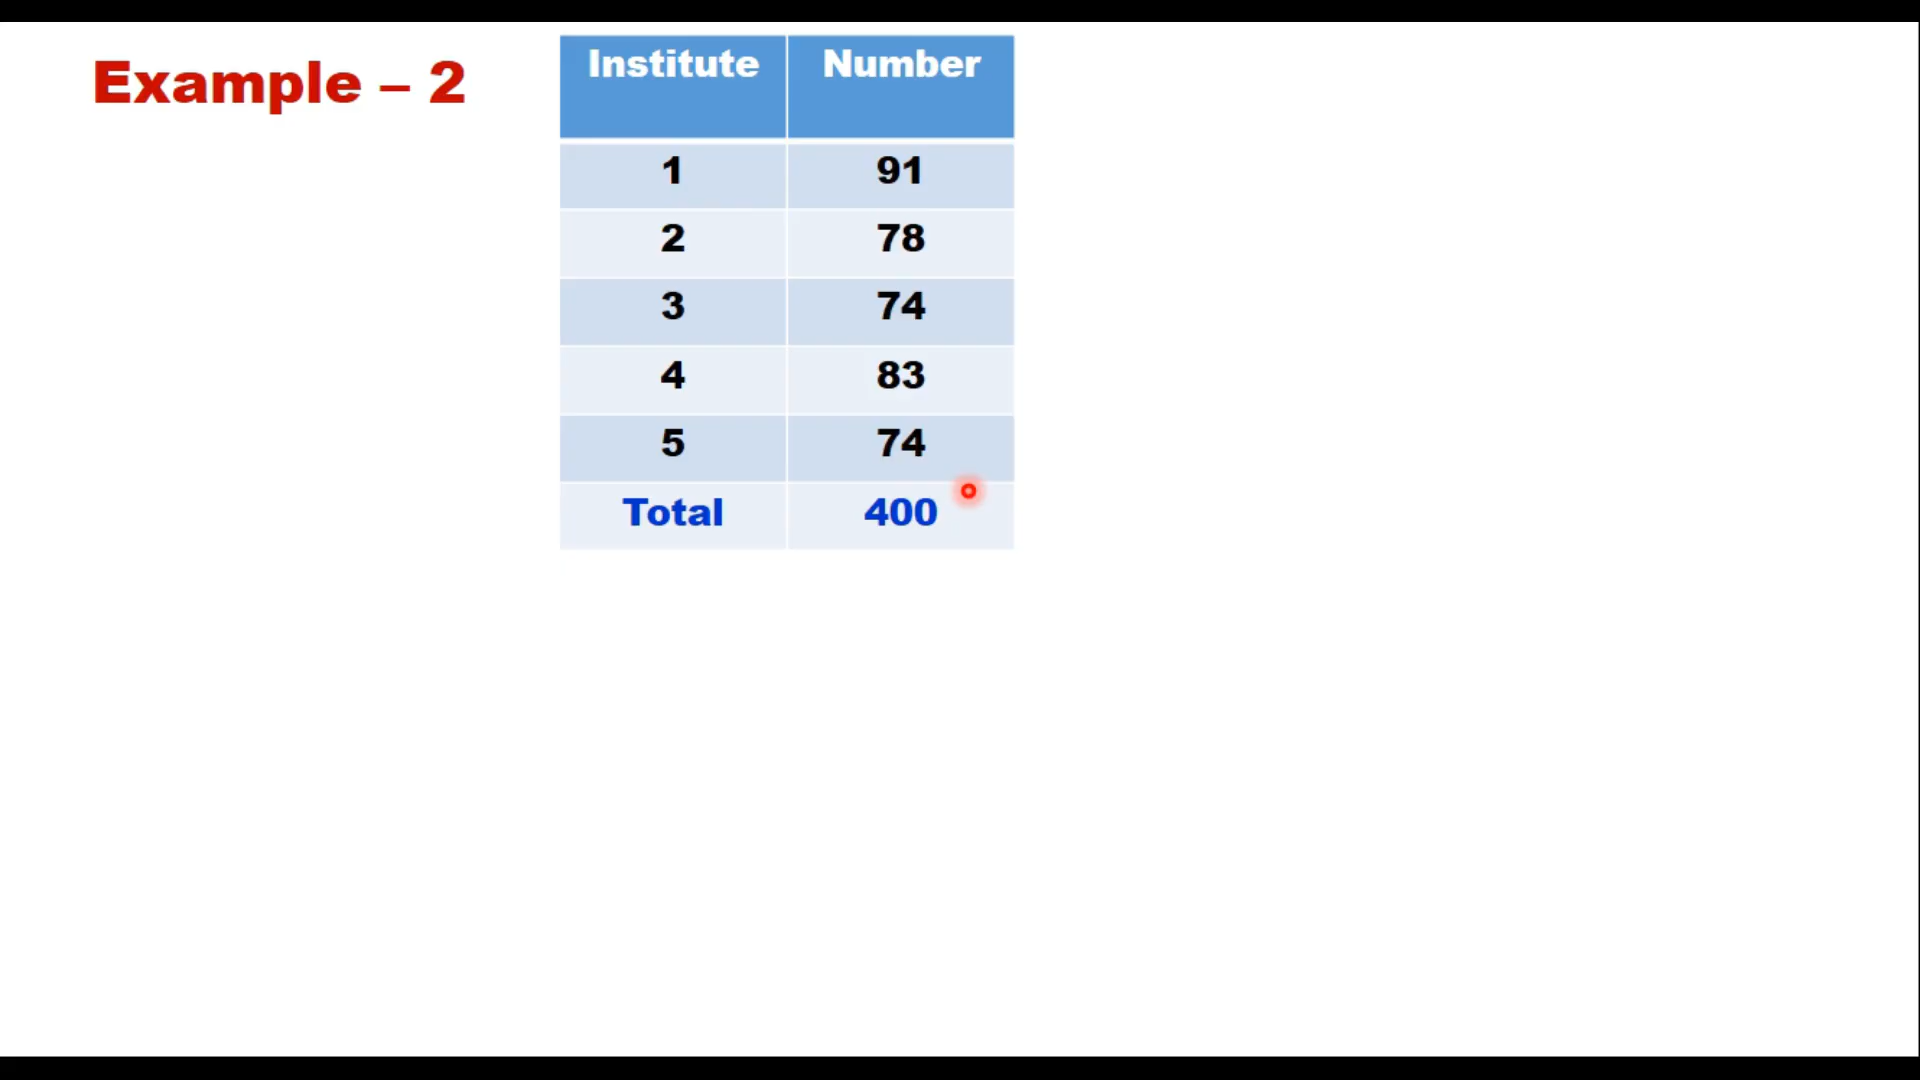 Example – 2
Institute Number
1 91
2 78
3 74
4 83
5 74
Total 400